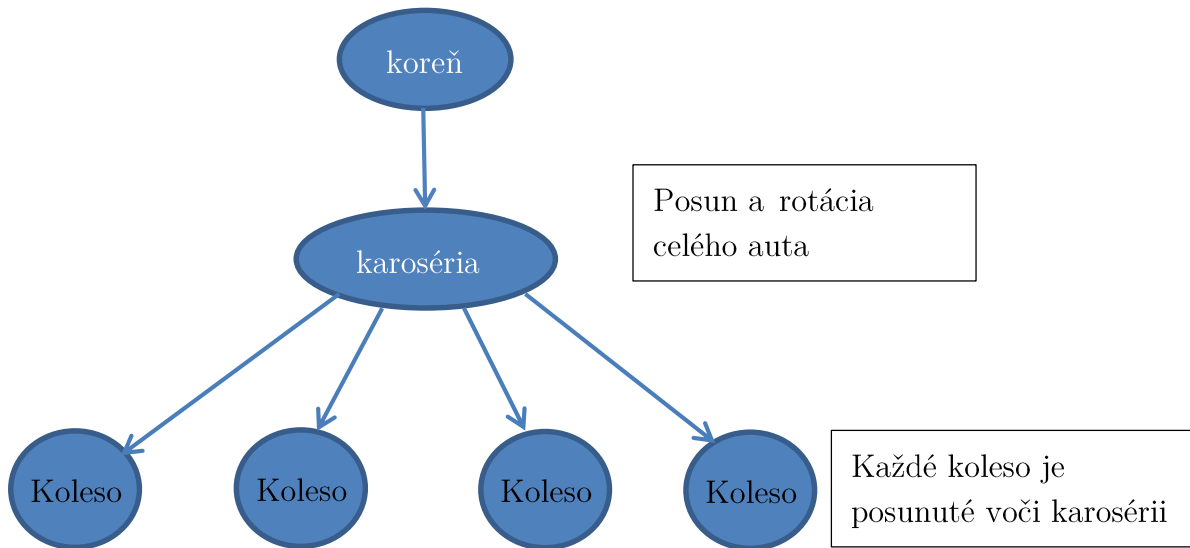 koreň
Posun a rotácia
celého auta
karoséria
Koleso
Koleso
Koleso
Koleso
Každé koleso je
posunuté voči karosérii